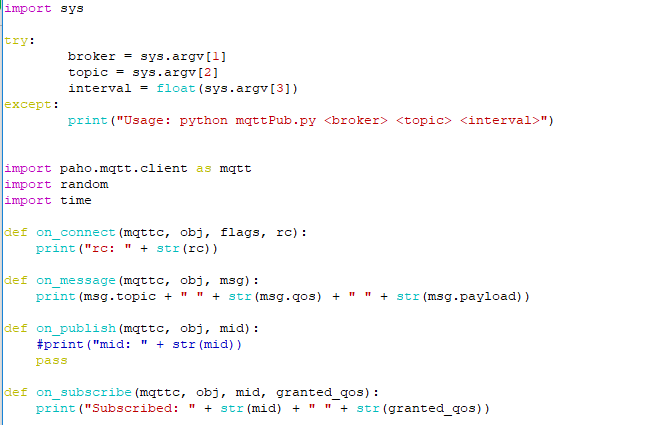 import sys
try:
        broker = sys.argv[1]
        topic = sys.argv[2]
        interval = float(sys.argv[3])
except:
        print("Usage: python mqttPub.py <broker> <topic> <interval>")
import paho.mqtt.client as mqtt
import random
import time
def on_connect(mqttc, obj, flags, rc):
    print("rc: " + str(rc))
def on_message(mqttc, obj, msg):
    print(msg.topic + " " + str(msg.qos) + " " + str(msg.payload))
def on_publish(mqttc, obj, mid):
    #print("mid: " + str(mid))
    pass
def on_subscribe(mqttc, obj, mid, granted_qos):
    print("Subscribed: " + str(mid) + " " + str(granted_qos))